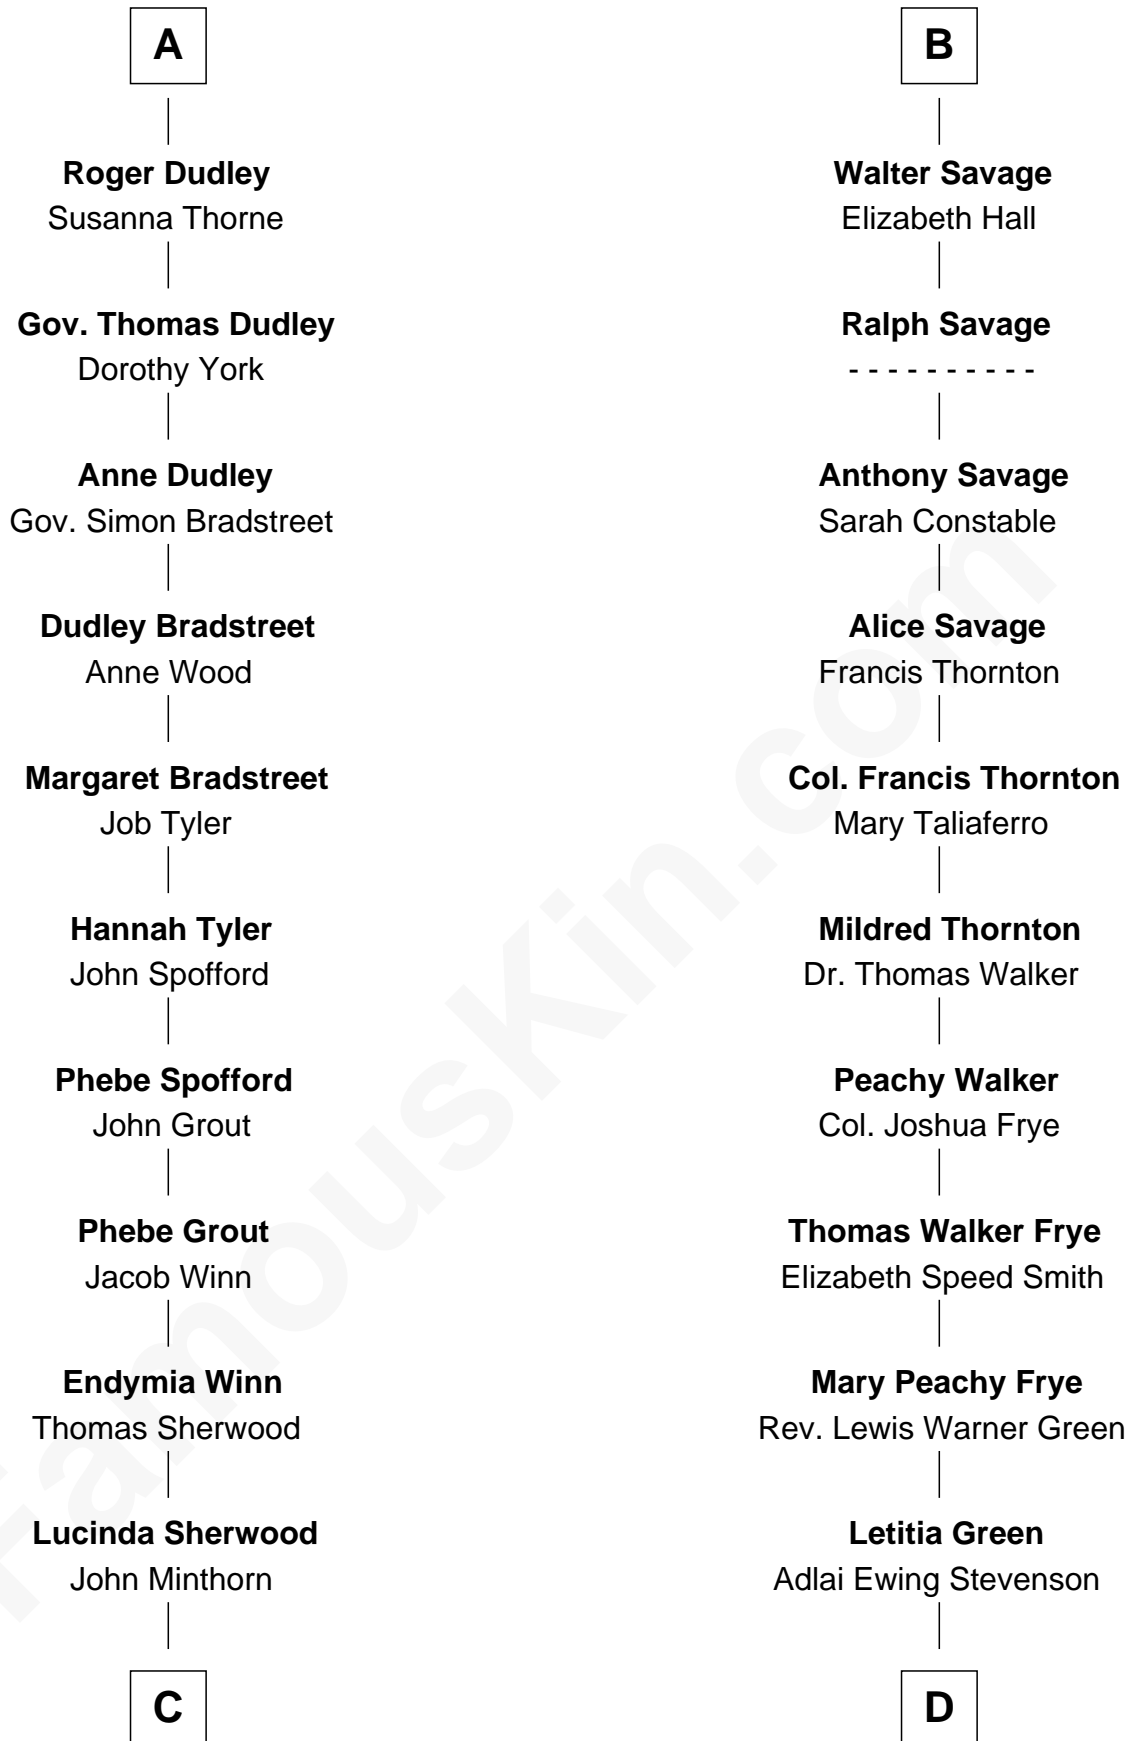 A
Roger Dudley
Susanna Thorne
Gov. Thomas Dudley
Dorothy York
Anne Dudley
Gov. Simon Bradstreet
Dudley Bradstreet
Anne Wood
Margaret Bradstreet
Job Tyler
Hannah Tyler
John Spofford
Phebe Spofford
John Grout
Phebe Grout
Jacob Winn
Endymia Winn
Thomas Sherwood
Lucinda Sherwood
John Minthorn
C
B
Walter Savage
Elizabeth Hall
Ralph Savage
- - - - - - - - - -
Anthony Savage
Sarah Constable
Alice Savage
Francis Thornton
Col. Francis Thornton
Mary Taliaferro
Mildred Thornton
Dr. Thomas Walker
Peachy Walker
Col. Joshua Frye
Thomas Walker Frye
Elizabeth Speed Smith
Mary Peachy Frye
Rev. Lewis Warner Green
Letitia Green
Adlai Ewing Stevenson
D
FamousKin.com